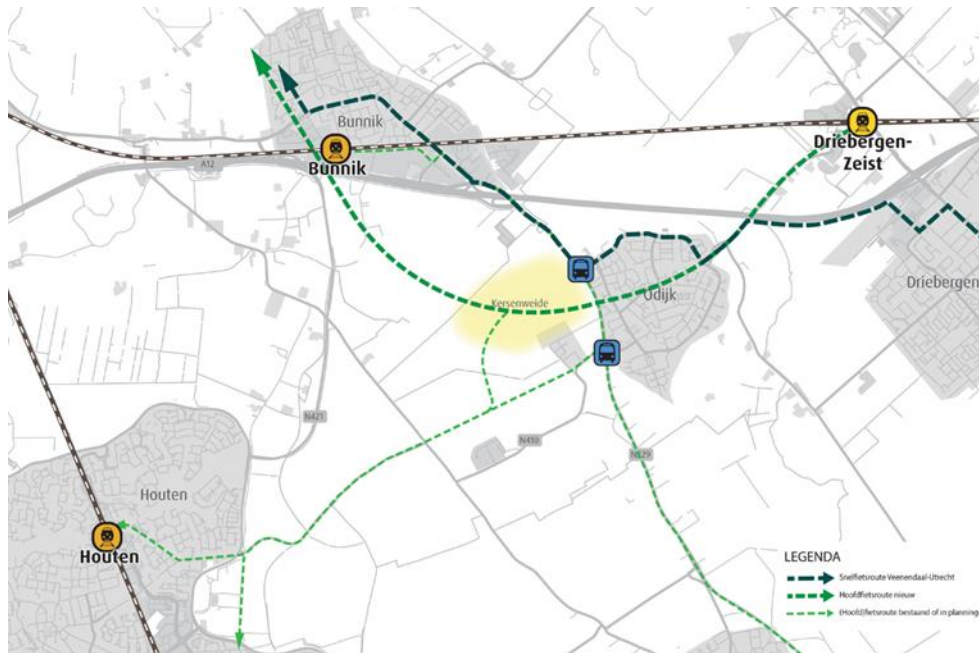 Bunnik
Bunnik
A12
Driebergen-
Zeist
Driebergen
Kersenweide
Odijk
N421
N410
N229
Houten
Houten
LEGENDA
Snelfietsroute Veenendaal-Utrecht
Hoofdfietsroute nieuw
(Hoofd)fietsroute bestaand of in planning